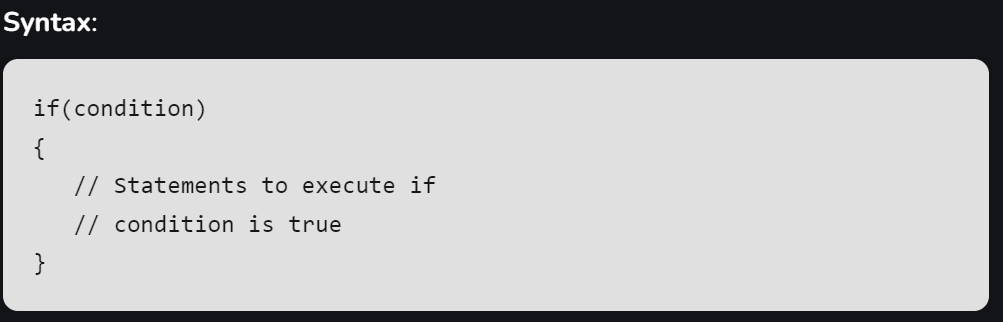 Syntax:
if(condition)
{
   // Statements to execute if
   // condition is true
}